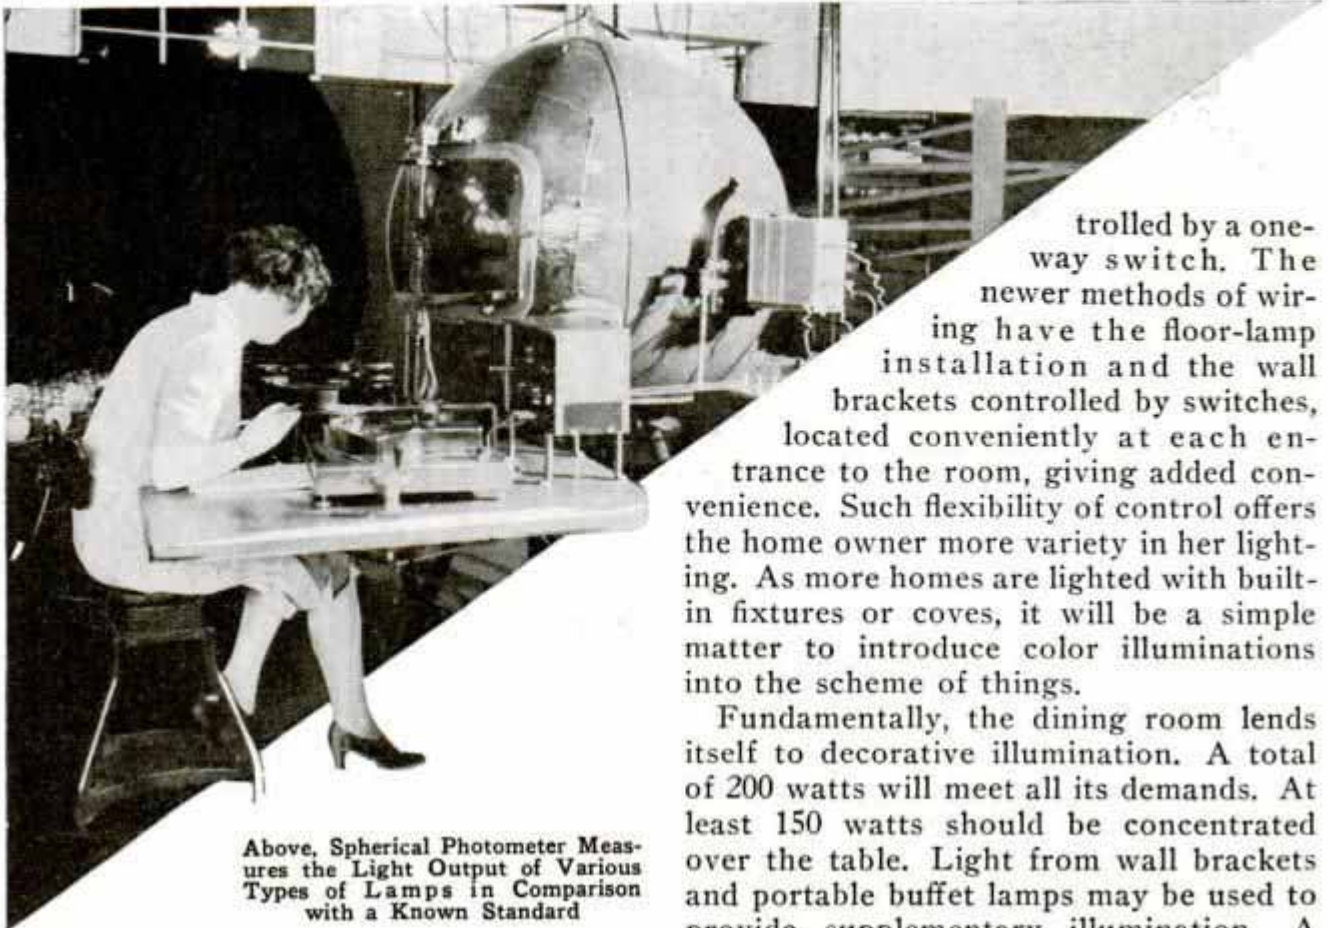 trolled by a one-
way switch. The
newer methods of wir-
ing have the floor-lamp
installation and the wall
brackets controlled by switches,
located conveniently at each en-
trance to the room, giving added con-
venience. Such flexibility of control offers
the home owner more variety in her light-
ing. As more homes are lighted with built-
in fixtures or coves, it will be a simple
matter to introduce color illuminations
into the scheme of things.
Fundamentally, the dining room lends
itself to decorative illumination. A total
of 200 watts will meet all its demands. At
least 150 watts should be concentrated
over the table. Light from wall brackets
and portable buffet lamps may be used to
provide supplementary illumination. A
Above, Spherical Photometer Meas-
ures the Light Output of Various
Types of Lamps in Comparison
with a Known Standard